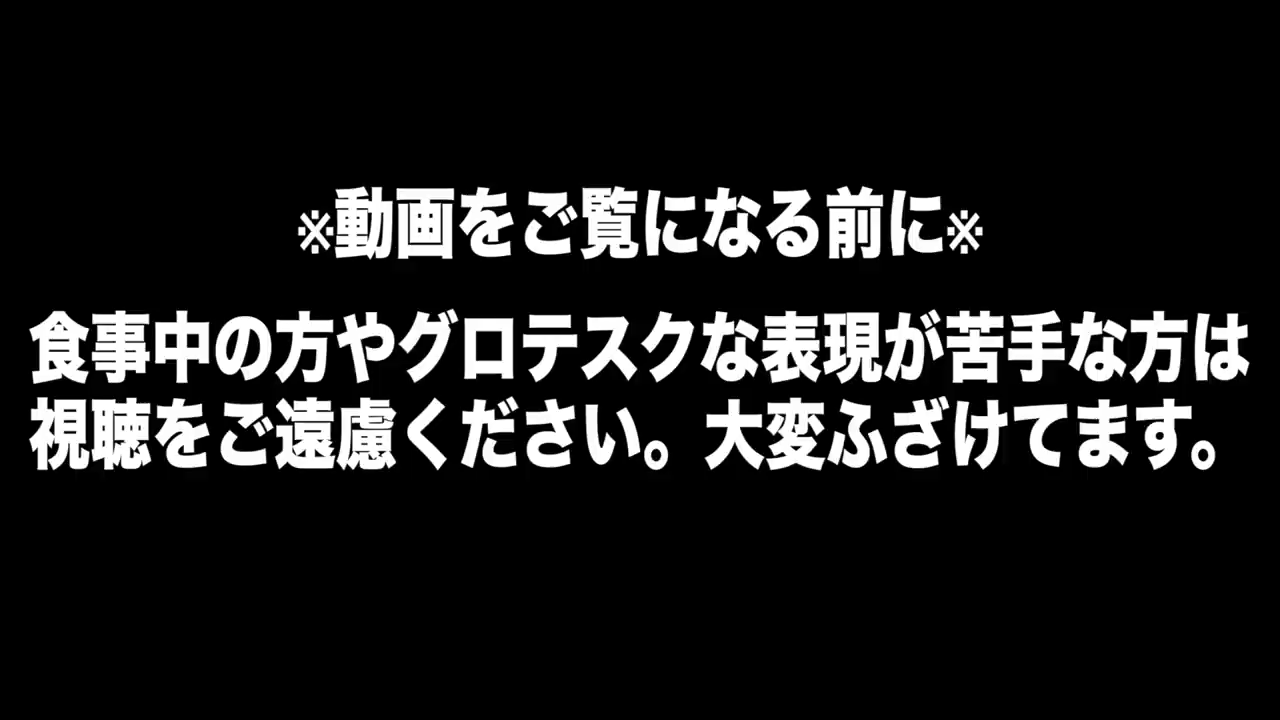 ※動画をご覧になる前に※
食事中の方やグロテスクな表現が苦手な方は
視聴をご遠慮ください。大変ふざけてます。